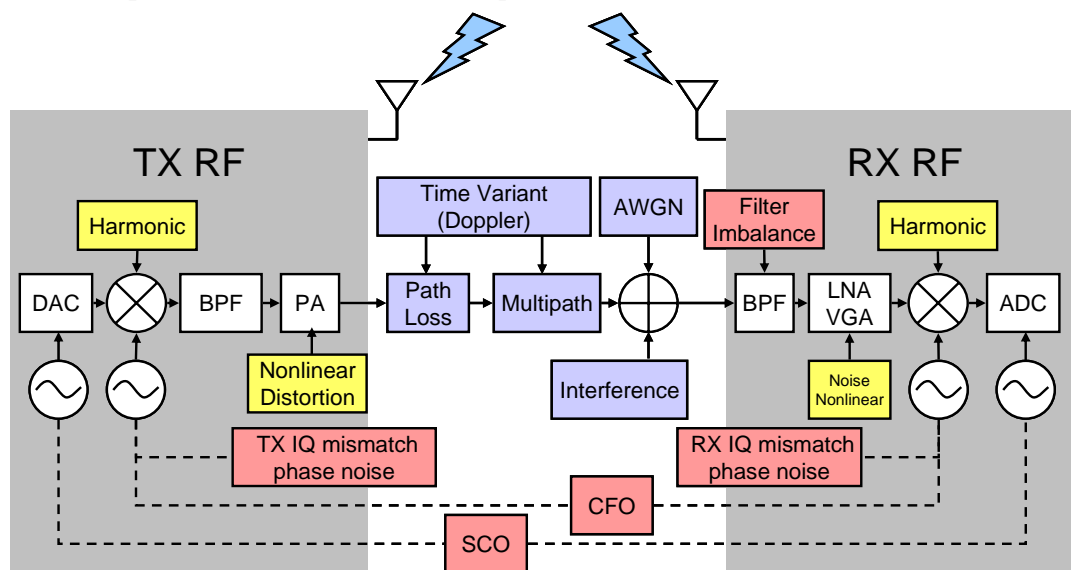 TX RF
RX RF
Time Variant
(Doppler)
AWGN
Filter
Imbalance
Harmonic
Harmonic
DAC
BPF
PA
Path
Loss
Multipath
BPF
LNA
VGA
ADC
Nonlinear
Distortion
Interference
Noise
Nonlinear
TX IQ mismatch
phase noise
RX IQ mismatch
phase noise
CFO
SCO